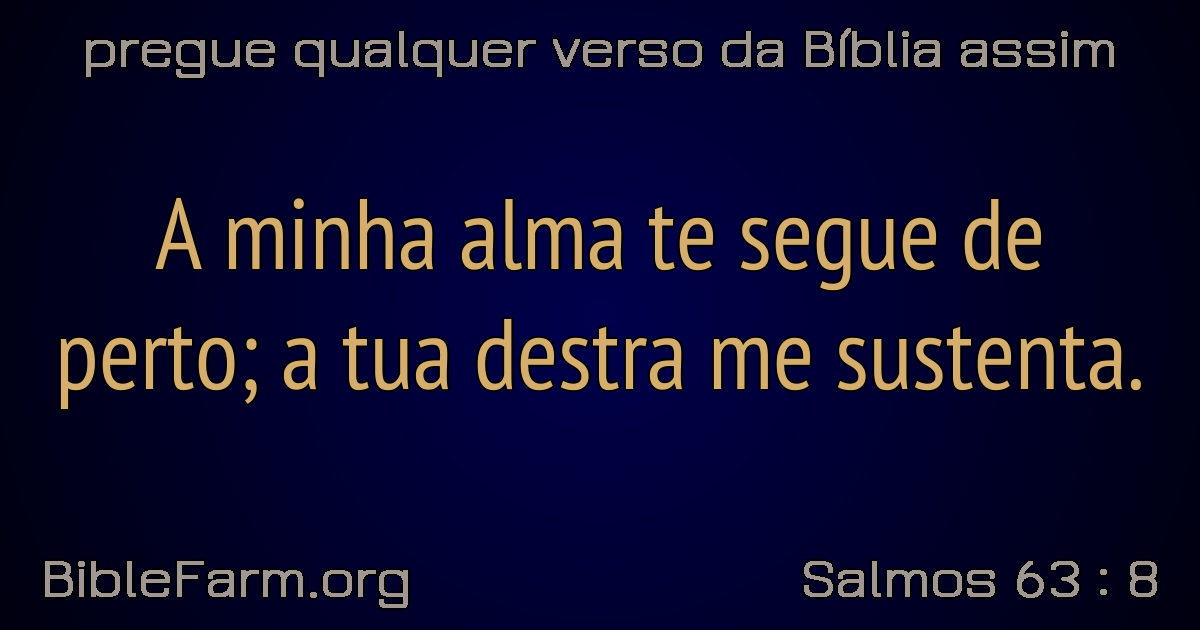 pregue qualquer verso da Bíblia assim
A minha alma te segue de
perto; a tua destra me sustenta.
BibleFarm.org
Salmos 63 : 8